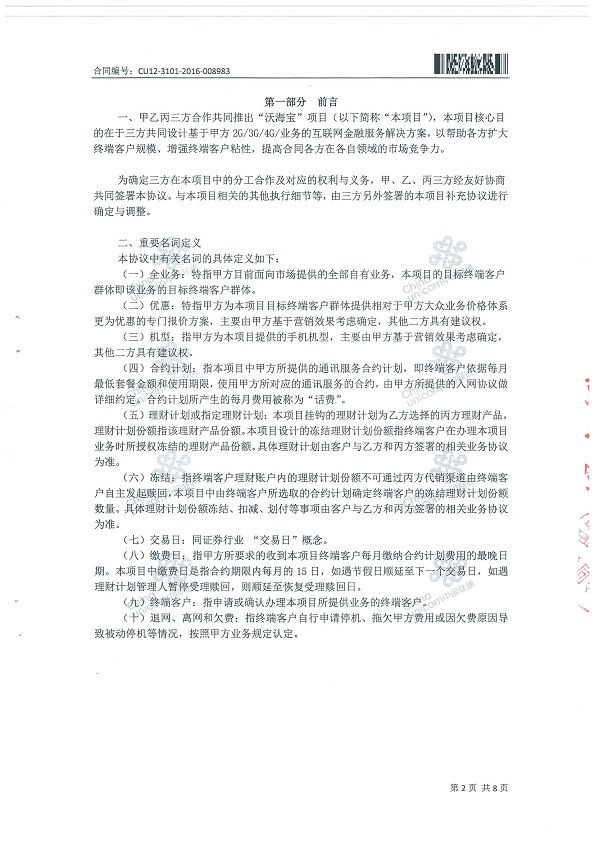 合同编号：CU12-3101-2016-008983
第一部分 前言
一、甲乙丙三方合作共同推出“沃海宝”项目（以下简称“本项目”），本项目核心目
的在于三方共同设计基于甲方 2G/3G/4G/业务的互联网金融服务解决方案，以帮助各方扩大
终端客户规模、增强终端客户粘性，提高合同各方在各自领域的市场竞争力。
为确定三方在本项目中的分工合作及对应的权利与义务，甲、乙、丙三方经友好协商
共同签署本协议。与本项目相关的其他执行细节等，由三方另外签署的本项目补充协议进行
确定与调整。
二、重要名词定义
本协议中有关名词的具体定义如下：
（一）全业务：特指甲方目前面向市场提供的全部自有业务，本项目的目标终端客户
群体即该业务的目标终端客户群体。
（二）优惠：特指甲方为本项目目标终端客户群体提供相对于甲方大众业务价格体系
更为优惠的专门报价方案，主要由甲方基于营销效果考虑确定，其他二方具有建议权。
（三）机型：指甲方为本项目提供的手机机型，主要由甲方基于营销效果考虑确定，
其他二方具有建议权。
（四）合约计划：指本项目中甲方所提供的通讯服务合约计划，即终端客户依据每月
最低套餐金额和使用期限，使用甲方所对应的通讯服务的合约，由甲方所提供的入网协议做
详细约定。合约计划所产生的每月费用被称为“话费”。
（五）理财计划或指定理财计划：本项目挂钩的理财计划为乙方选择的丙方理财产品，
理财计划份额指该理财产品份额。本项目设计的冻结理财计划份额指终端客户在办理本项目
业务时所授权冻结的理财产品份额。具体理财计划由客户与乙方和丙方签署的相关业务协议
为准。
（六）冻结：指终端客户理财账户内的理财计划份额不可通过丙方代销渠道由终端客
户自主发起赎回，本项目中由终端客户所选取的合约计划确定终端客户的冻结理财计划份额
数量。具体理财计划份额冻结、扣减、划付等事项由客户与乙方和丙方签署的相关业务协议
为准。
（七）交易日：同证券行业 “交易日”概念。
（八）缴费日：指甲方所要求的收到本项目终端客户每月缴纳合约计划费用的最晚日
期。本项目中缴费日是指合约期限内每月的 15 日，如遇节假日顺延至下一个交易日，如遇
理财计划管理人暂停受理赎回，则顺延至恢复受理赎回日。
（九）终端客户：指申请或确认办理本项目所提供业务的终端客户。
（十）退网、离网和欠费：指终端客户自行申请停机、拖欠甲方费用或因欠费原因导
致被动停机等情况，按照甲方业务规定认定。
第 2 页 共 8 页